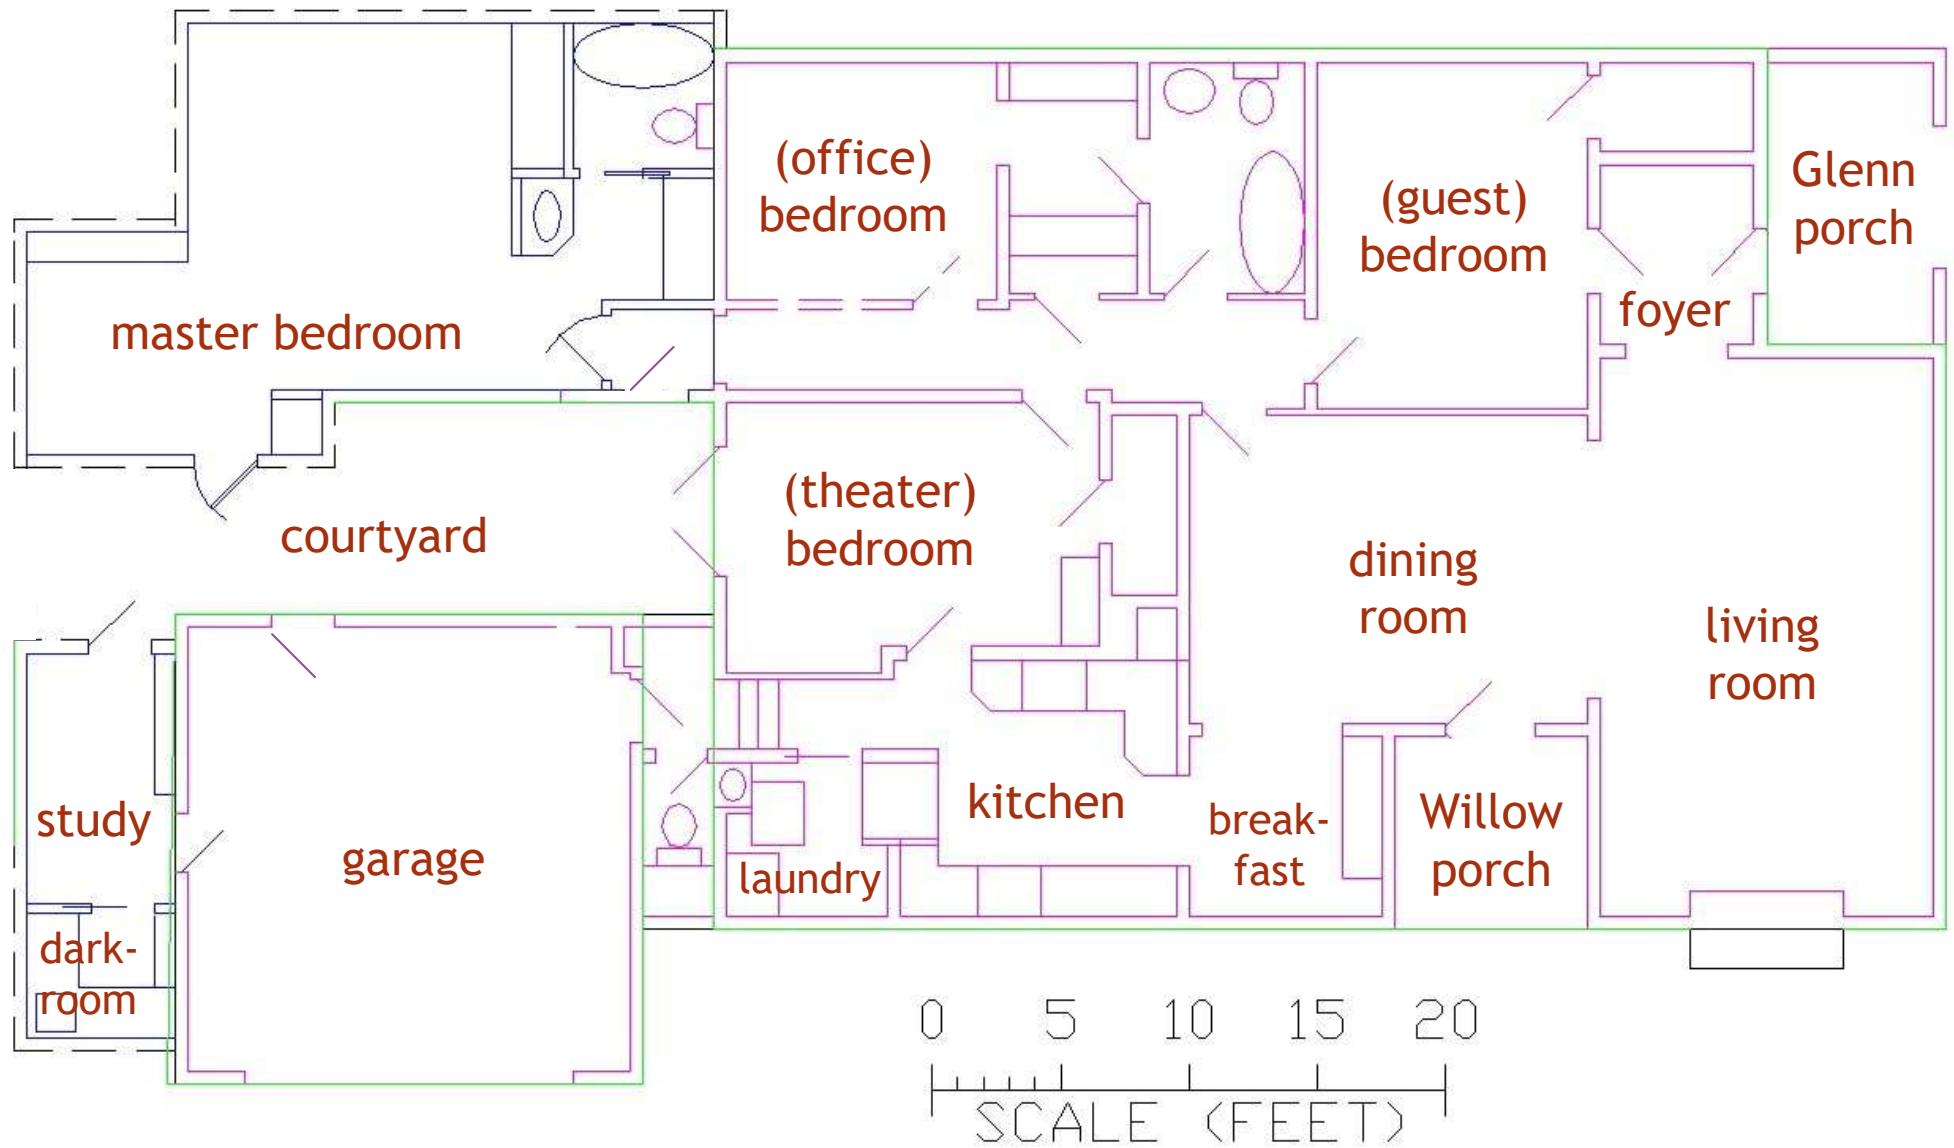 (office)
bedroom
(guest)
bedroom
Glenn
porch
foyer
master bedroom
courtyard
(theater)
bedroom
dining
room
living
room
study
garage
kitchen
laundry
break-
fast
Willow
porch
dark-
room
0 5 10 15 20
SCALE (FEET)